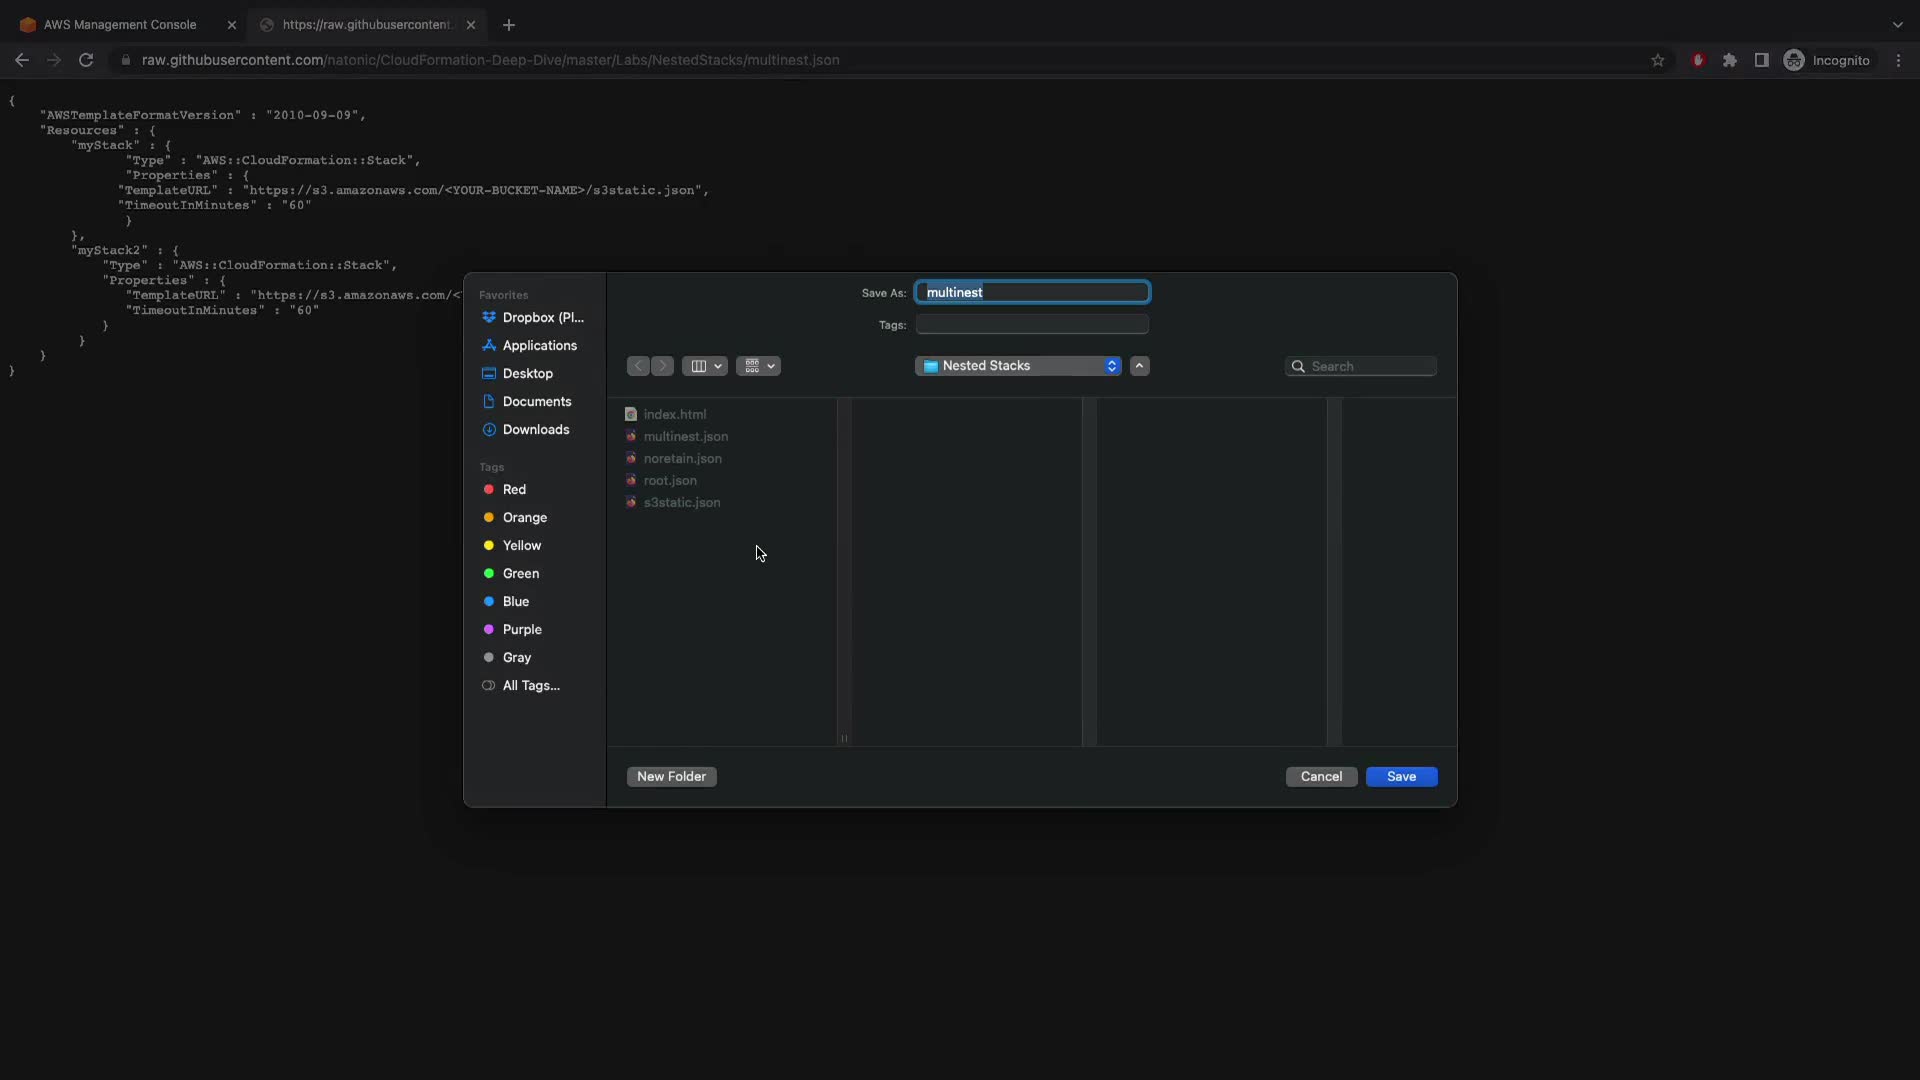 AWS Management Console
https://raw.githubusercontent.
raw.githubusercontent.com/natonic/CloudFormation-Deep-Dive/master/Labs/NestedStacks/multinest.json
Incognito
{
"AWSTemplateFormatVersion" : "2010-09-09",
"Resources" : {
"myStack" : {
"Type" : "AWS::CloudFormation::Stack",
"Properties" : {
"TemplateURL" : "https://s3.amazonaws.com/<YOUR-BUCKET-NAME>/s3static.json",
"TimeoutInMinutes" : "60"
}
},
"myStack2" : {
"Type" : "AWS::CloudFormation::Stack",
"Properties" : {
"TemplateURL" : "https://s3.amazonaws.com/<
"TimeoutInMinutes" : "60"
}
}
}
}
Favorites
Dropbox (Pl...
Applications
Desktop
Documents
Downloads
Tags
Red
Orange
Yellow
Green
Blue
Purple
Gray
All Tags...
Save As: multinest
Tags:
Nested Stacks
Search
index.html
multinest.json
noretain.json
root.json
s3static.json
New Folder
Cancel
Save